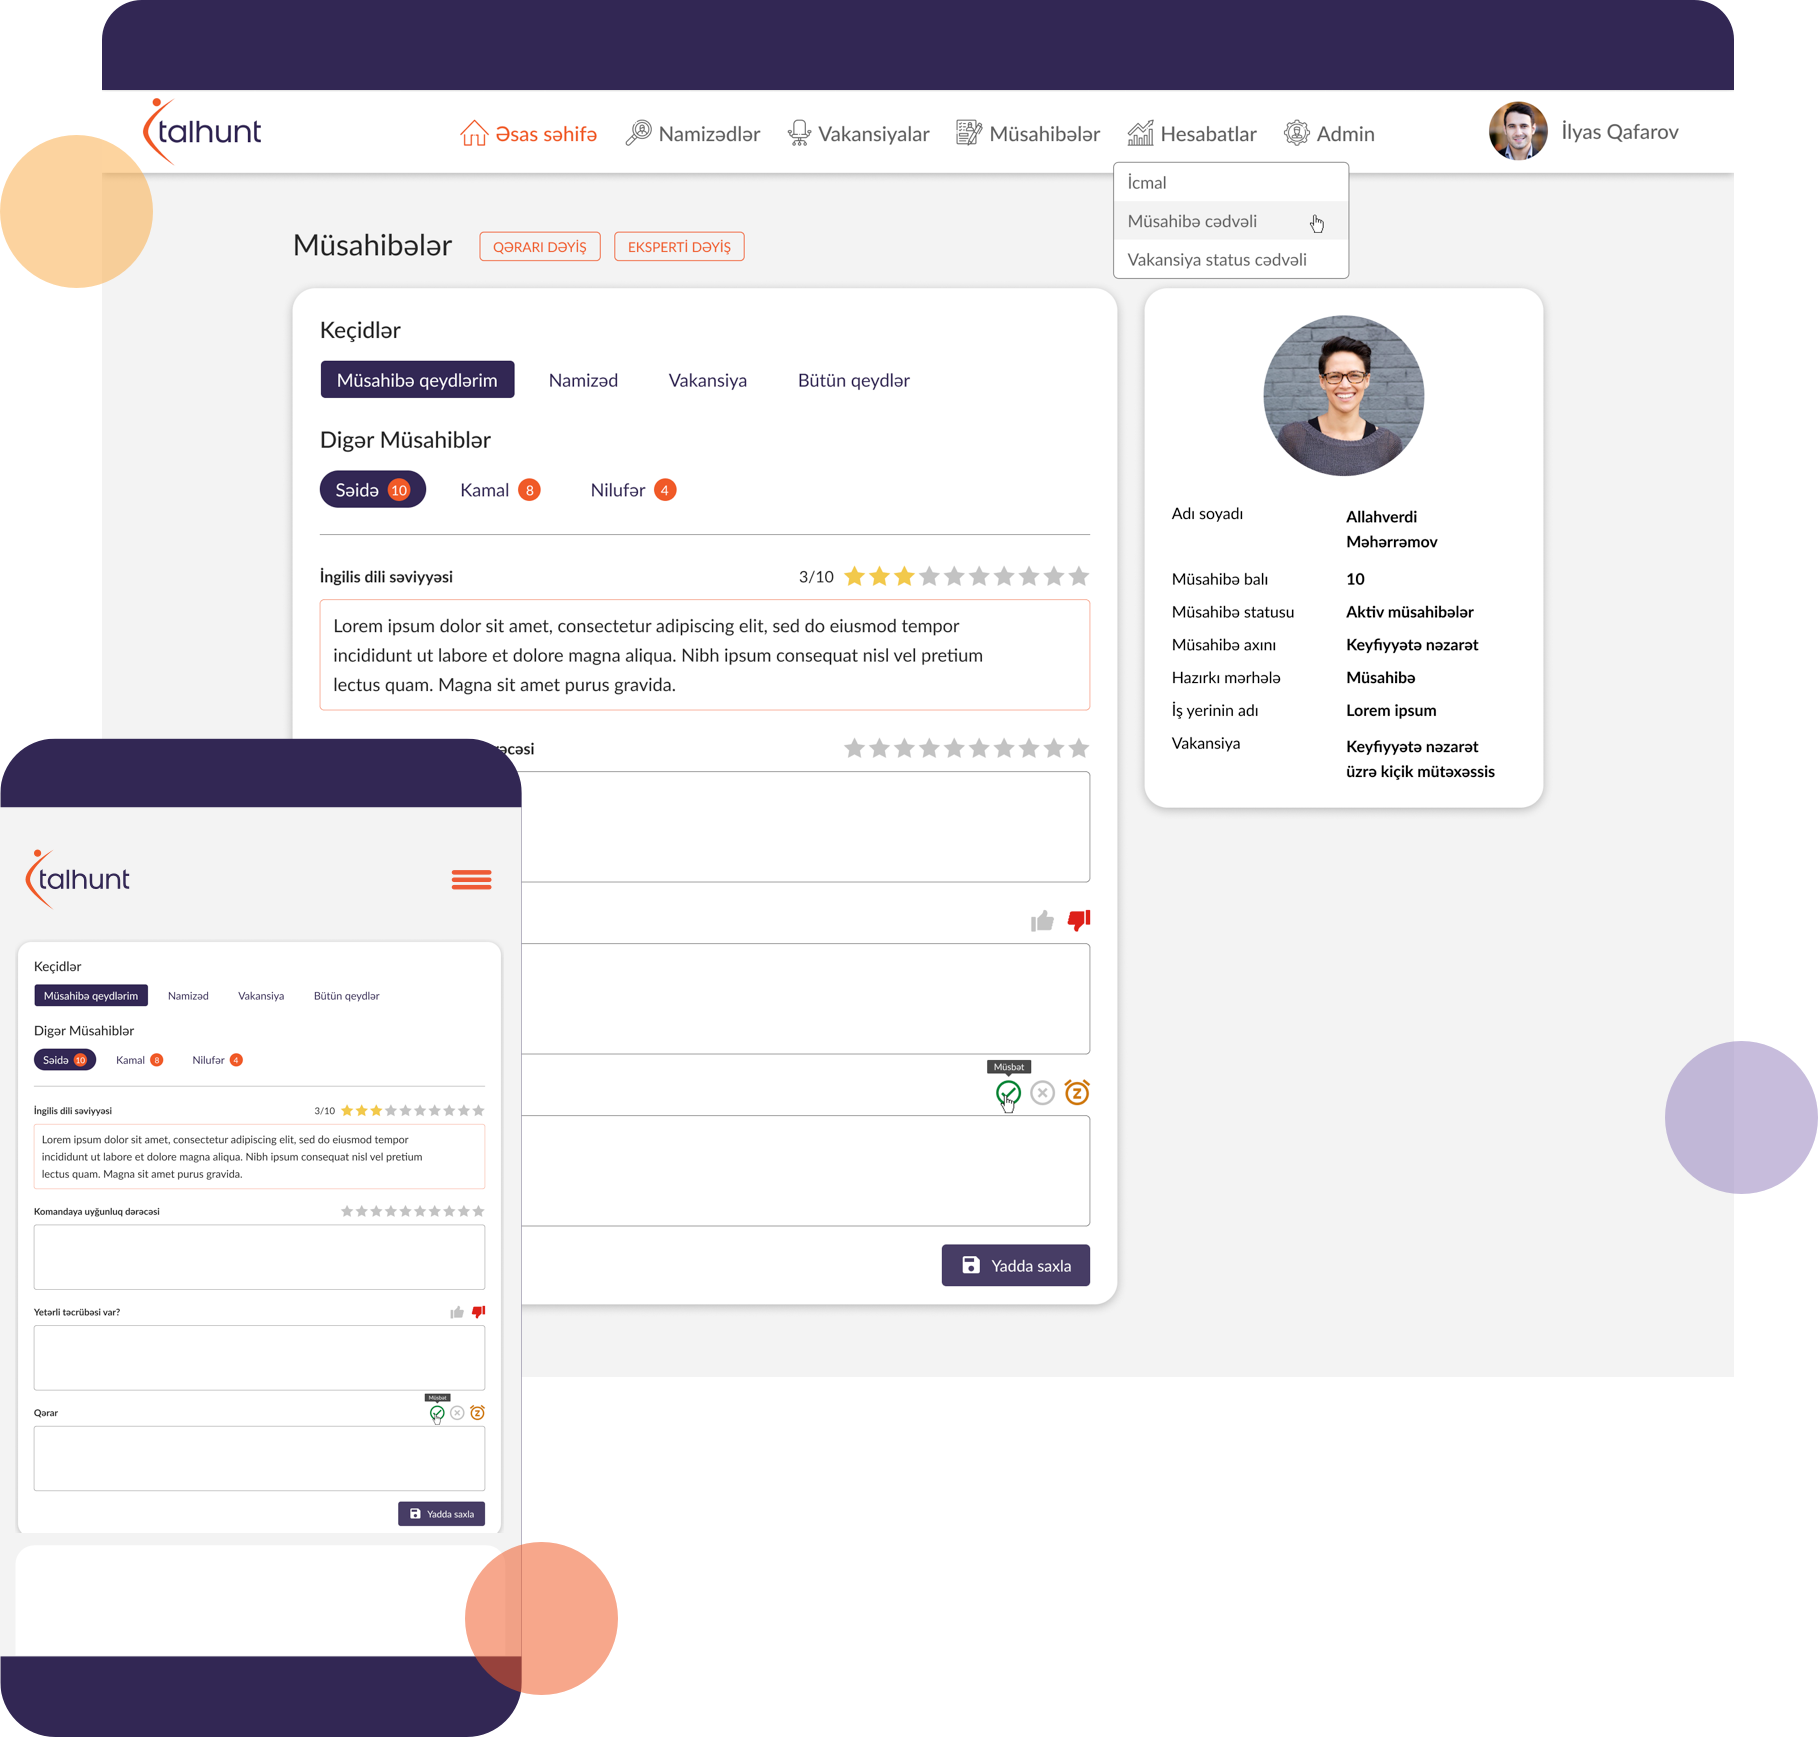 talhunt
Əsas səhifə
Namizədlər
Vakansiyalar
Müsahibələr
Hesabatlar
Admin
İlyas Qafarov
İcmal
Müsahibə cədvəli
Vakansiya status cədvəli
Müsahibələr
QƏRARI DƏYİŞ
EKSPERTİ DƏYİŞ
Keçidlər
Müsahibə qeydlərim
Namizəd
Vakansiya
Bütün qeydlər
Digər Müsahiblər
Səidə 10
Kamal 8
Nilufər 4
İngilis dili səviyyəsi
3/10
Lorem ipsum dolor sit amet, consectetur adipiscing elit, sed do eiusmod tempor
incididunt ut labore et dolore magna aliqua. Nibh ipsum consequat nisl vel pretium
lectus quam. Magna sit amet purus gravida.
Müsbət
Z
Yadda saxla
Adı soyadı
Allahverdi
Məhərrəmov
Müsahibə balı
10
Müsahibə statusu
Aktiv müsahibələr
Müsahibə axını
Keyfiyyətə nəzarət
Hazırkı mərhələ
Müsahibə
İş yerinin adı
Lorem ipsum
Vakansiya
Keyfiyyətə nəzarət
üzrə kiçik mütəxəssis
talhunt
Keçidlər
Müsahibə qeydlərim
Namizəd
Vakansiya
Bütün qeydlər
Digər Müsahiblər
Səidə 10
Kamal 8
Nilufər 4
İngilis dili səviyyəsi
3/10
Lorem ipsum dolor sit amet, consectetur adipiscing elit, sed do eiusmod tempor
incididunt ut labore et dolore magna aliqua. Nibh ipsum consequat nisl vel pretium
lectus quam. Magna sit amet purus gravida.
Komandaya uyğunluq dərəcəsi
Yetərli təcrübəsi var?
Müsbət
Qərar
Z
Yadda saxla